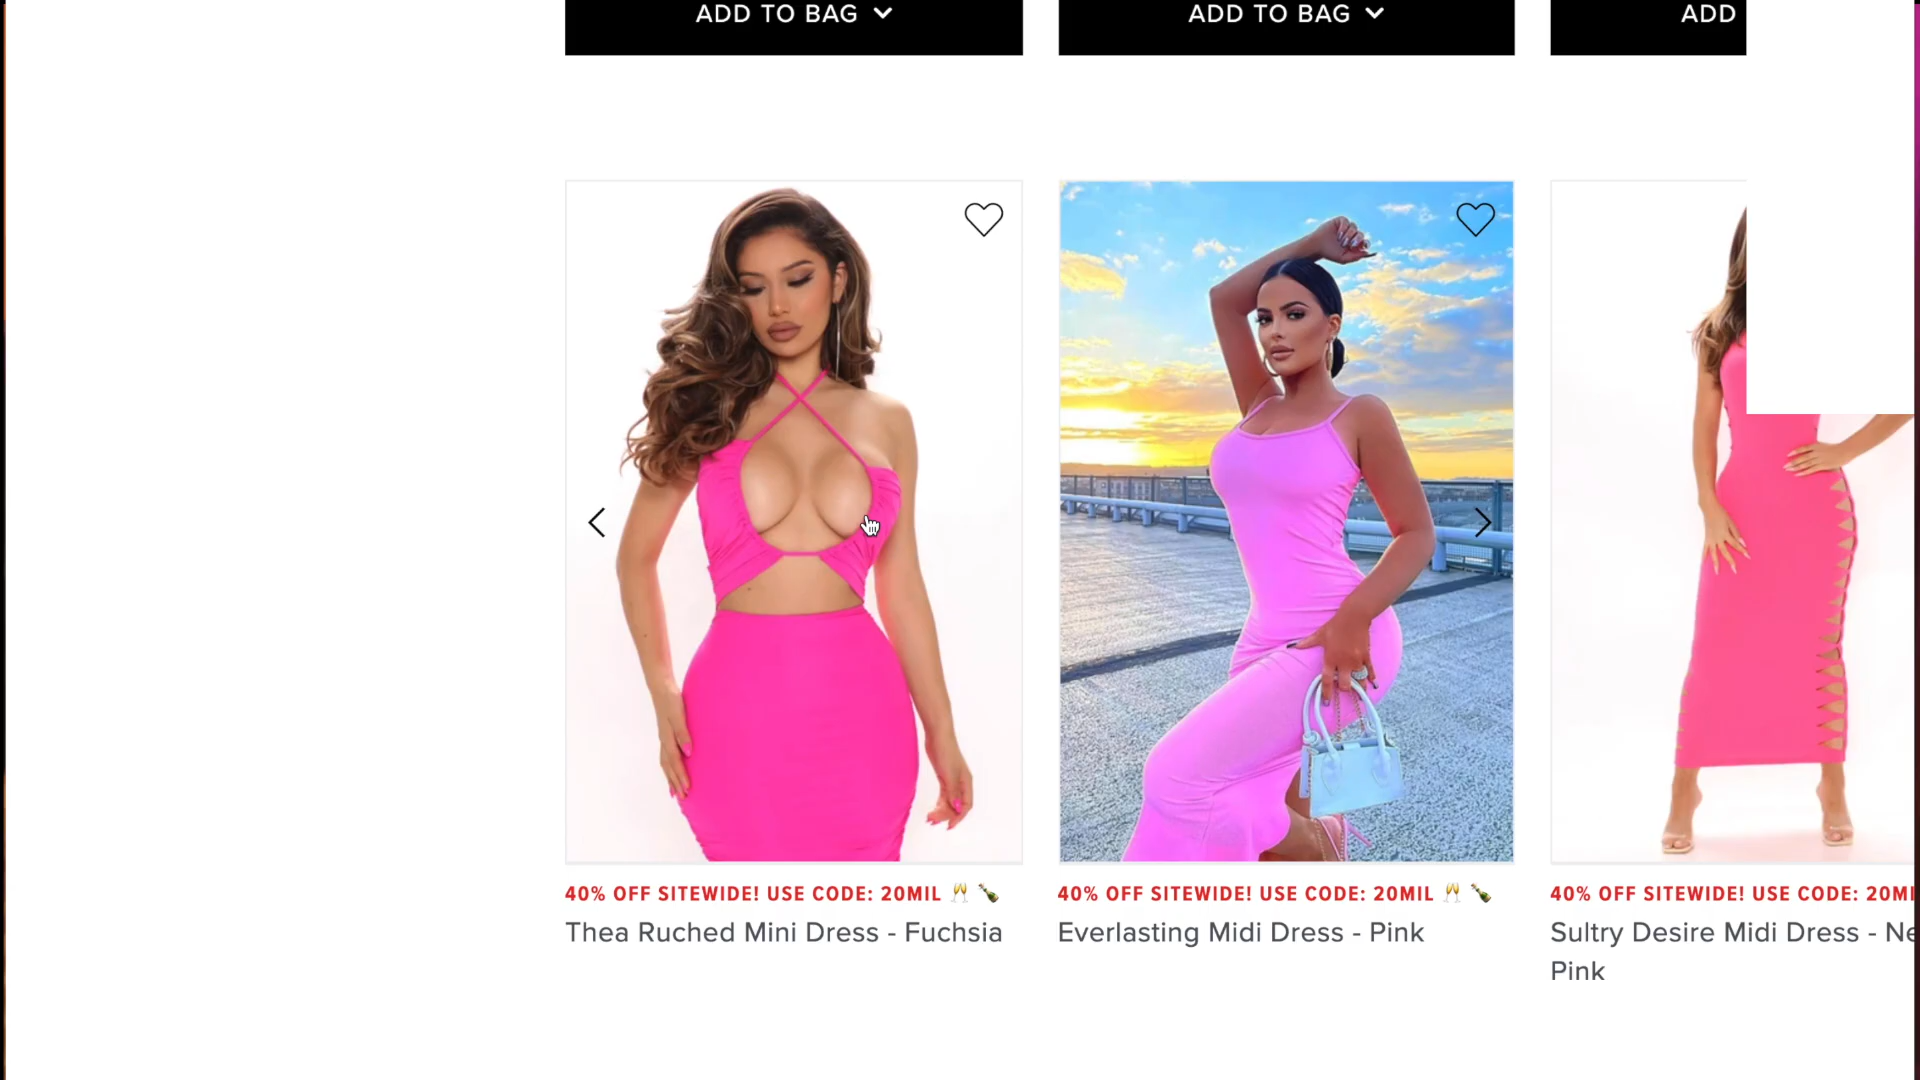 ADD TO BAG
ADD TO BAG
ADD
40% OFF SITEWIDE! USE CODE: 20MIL 🥂 🍾
Thea Ruched Mini Dress - Fuchsia
40% OFF SITEWIDE! USE CODE: 20MIL 🥂 🍾
Everlasting Midi Dress - Pink
40% OFF SITEWIDE! USE CODE: 20M
Sultry Desire Midi Dress - Ne
Pink